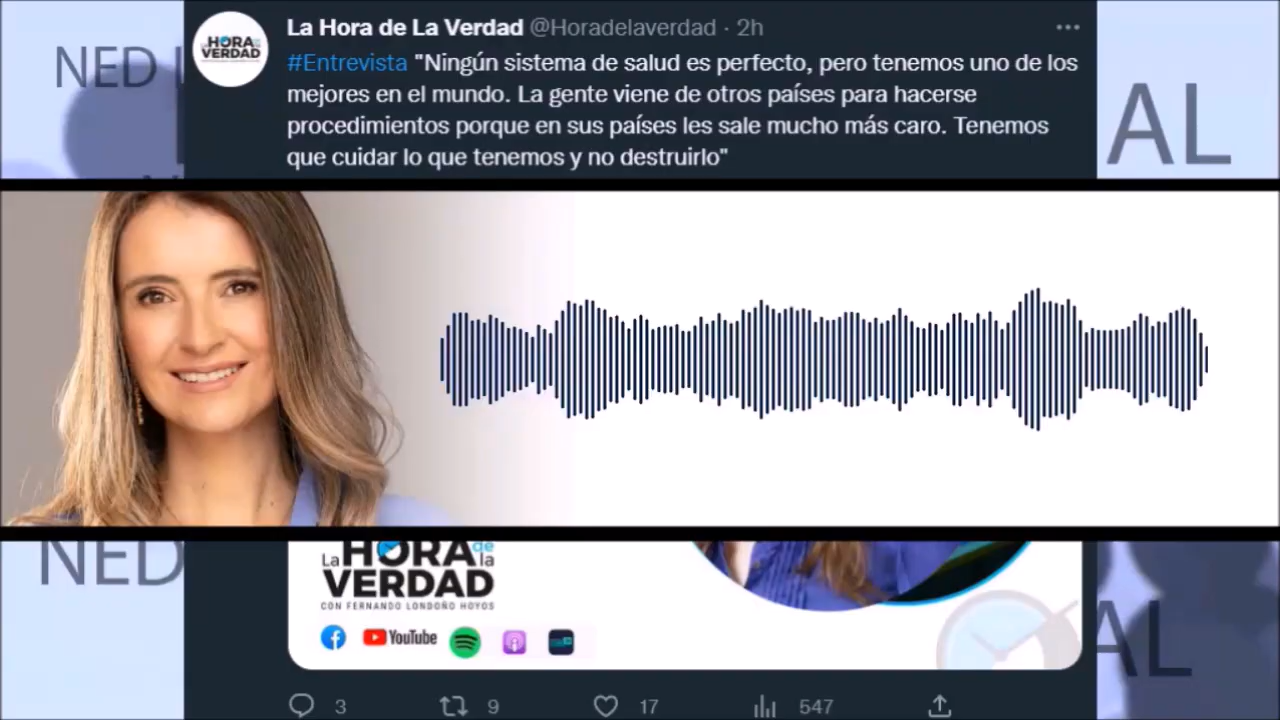 NED
La Hora de La Verdad @Horadelaverdad · 2h
LA HORA DE LA VERDAD
#Entrevista "Ningún sistema de salud es perfecto, pero tenemos uno de los
mejores en el mundo. La gente viene de otros países para hacerse
procedimientos porque en sus países les sale mucho más caro. Tenemos
que cuidar lo que tenemos y no destruirlo"
AL
NED
La HORA de la
VERDAD
CON FERNANDO LONDOÑO HOYOS
YouTube
AL
3 9 17 547